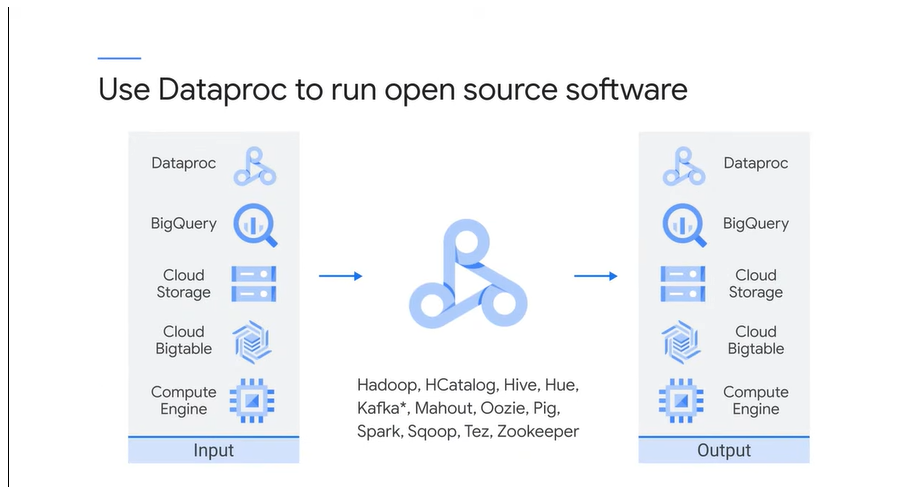 Use Dataproc to run open source software
Dataproc
BigQuery
Cloud
Storage
Cloud
Bigtable
Compute
Engine
Input
Hadoop, HCatalog, Hive, Hue,
Kafka*, Mahout, Oozie, Pig,
Spark, Sqoop, Tez, Zookeeper
Dataproc
BigQuery
Cloud
Storage
Cloud
Bigtable
Compute
Engine
Output